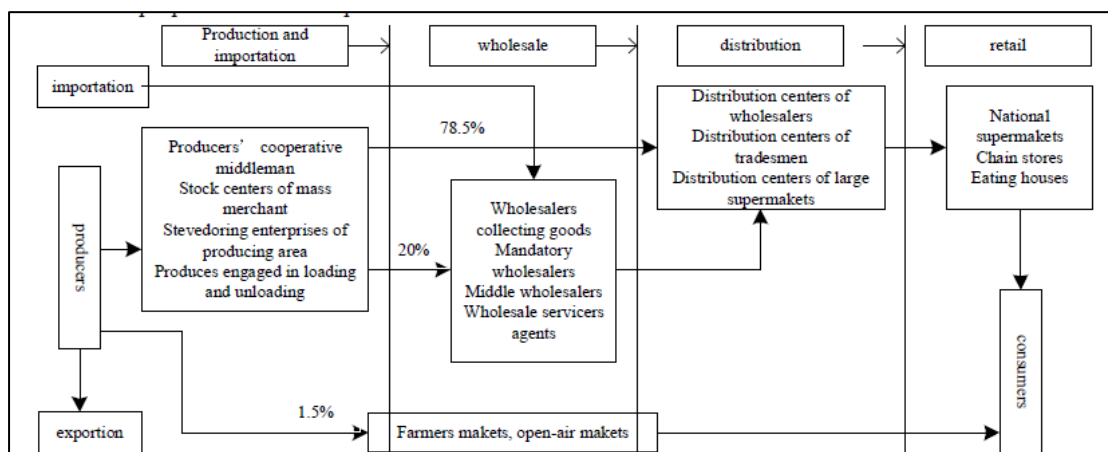 Production and
importation
wholesale
distribution
retail
importation
78.5%
Producers' cooperative
middleman
Stock centers of mass
merchant
Stevedoring enterprises of
producing area
Produces engaged in loading
and unloading
Distribution centers of
wholesalers
Distribution centers of
tradesmen
Distribution centers of large
supermakets
National
supermakets
Chain stores
Eating houses
producers
20%
Wholesalers
collecting goods
Mandatory
wholesalers
Middle wholesalers
Wholesale servicers
agents
consumers
1.5%
exportion
Farmers makets, open-air makets